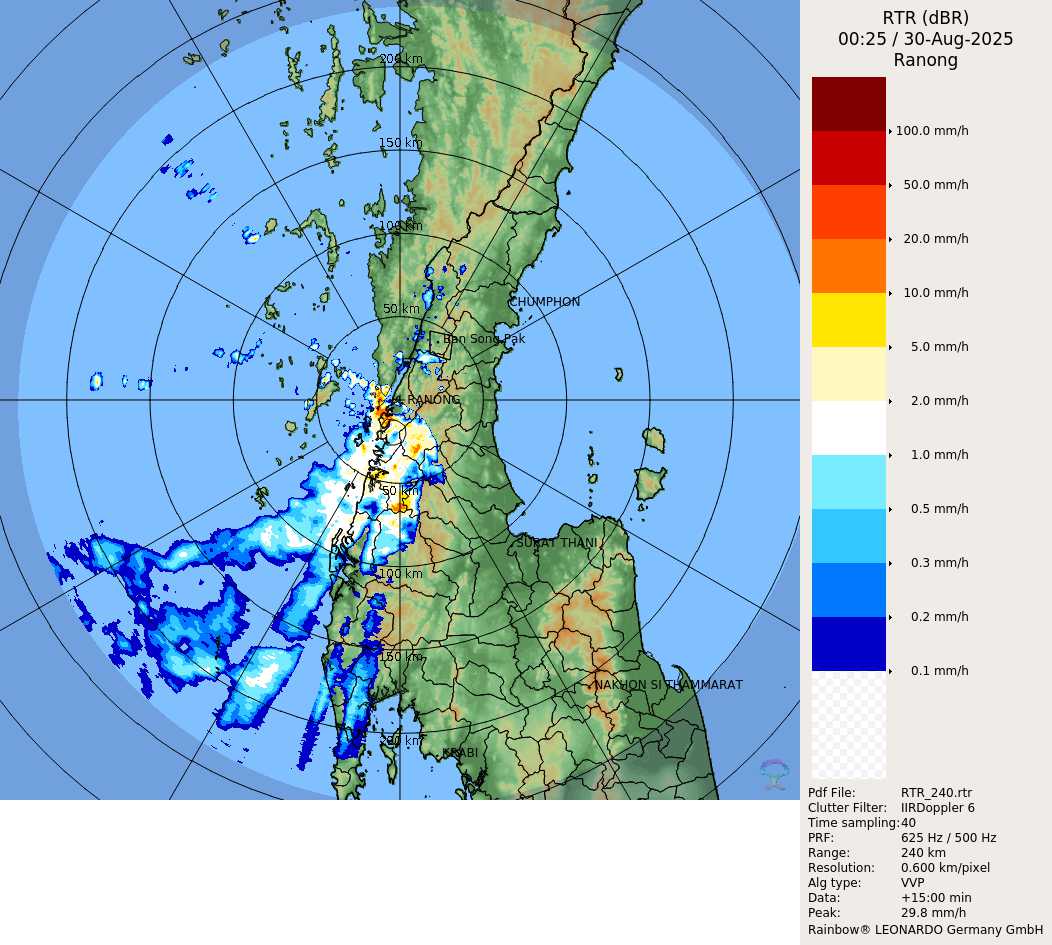 RTR (dBR)
00:25 / 30-Aug-2025
Ranong
200 km
150 km
100 km
50 km
CHUMPHON
Ban Song Pak
RANONG
50 km
SURAT THANI
100 km
150 km
NAKHON SI THAMMARAT
200 km
KRABI
100.0 mm/h
50.0 mm/h
20.0 mm/h
10.0 mm/h
5.0 mm/h
2.0 mm/h
1.0 mm/h
0.5 mm/h
0.3 mm/h
0.2 mm/h
0.1 mm/h
Pdf File: RTR_240.rtr
Clutter Filter: IIRDoppler 6
Time sampling: 40
PRF: 625 Hz / 500 Hz
Range: 240 km
Resolution: 0.600 km/pixel
Alg type: VVP
Data: +15:00 min
Peak: 29.8 mm/h
Rainbow® LEONARDO Germany GmbH